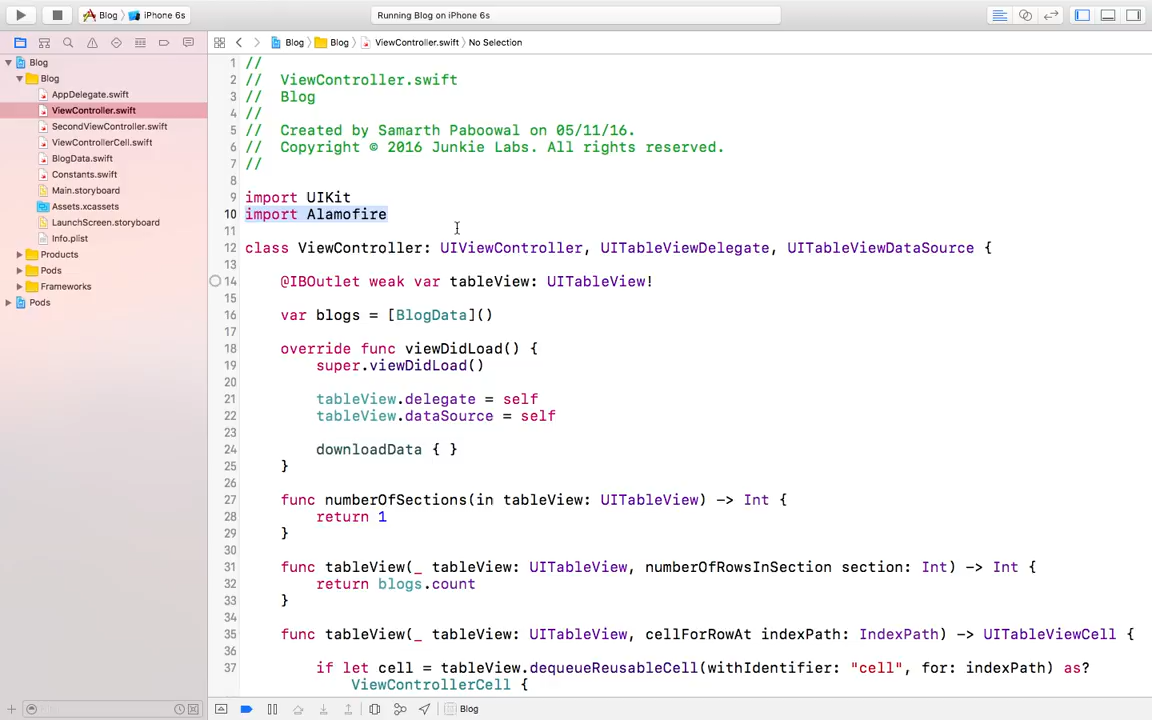 Blog
iPhone 6s
Running Blog on iPhone 6s
Blog
Blog
ViewController.swift
No Selection
Blog
Blog
AppDelegate.swift
ViewController.swift
SecondViewController.swift
ViewControllerCell.swift
BlogData.swift
Constants.swift
Main.storyboard
Assets.xcassets
LaunchScreen.storyboard
Info.plist
Products
Pods
Frameworks
Pods
1 //
2 // ViewController.swift
3 // Blog
4 //
5 // Created by Samarth Paboowal on 05/11/16.
6 // Copyright © 2016 Junkie Labs. All rights reserved.
7 //
8
9 import UIKit
10 import Alamofire
11
12 class ViewController: UIViewController, UITableViewDelegate, UITableViewDataSource {
13
14 @IBOutlet weak var tableView: UITableView!
15
16 var blogs = [BlogData]()
17
18 override func viewDidLoad() {
19 super.viewDidLoad()
20
21 tableView.delegate = self
22 tableView.dataSource = self
23
24 downloadData { }
25 }
26
27 func numberOfSections(in tableView: UITableView) -> Int {
28 return 1
29 }
30
31 func tableView(_ tableView: UITableView, numberOfRowsInSection section: Int) -> Int {
32 return blogs.count
33 }
34
35 func tableView(_ tableView: UITableView, cellForRowAt indexPath: IndexPath) -> UITableViewCell {
36
37 if let cell = tableView.dequeueReusableCell(withIdentifier: "cell", for: indexPath) as?
ViewControllerCell {
Blog